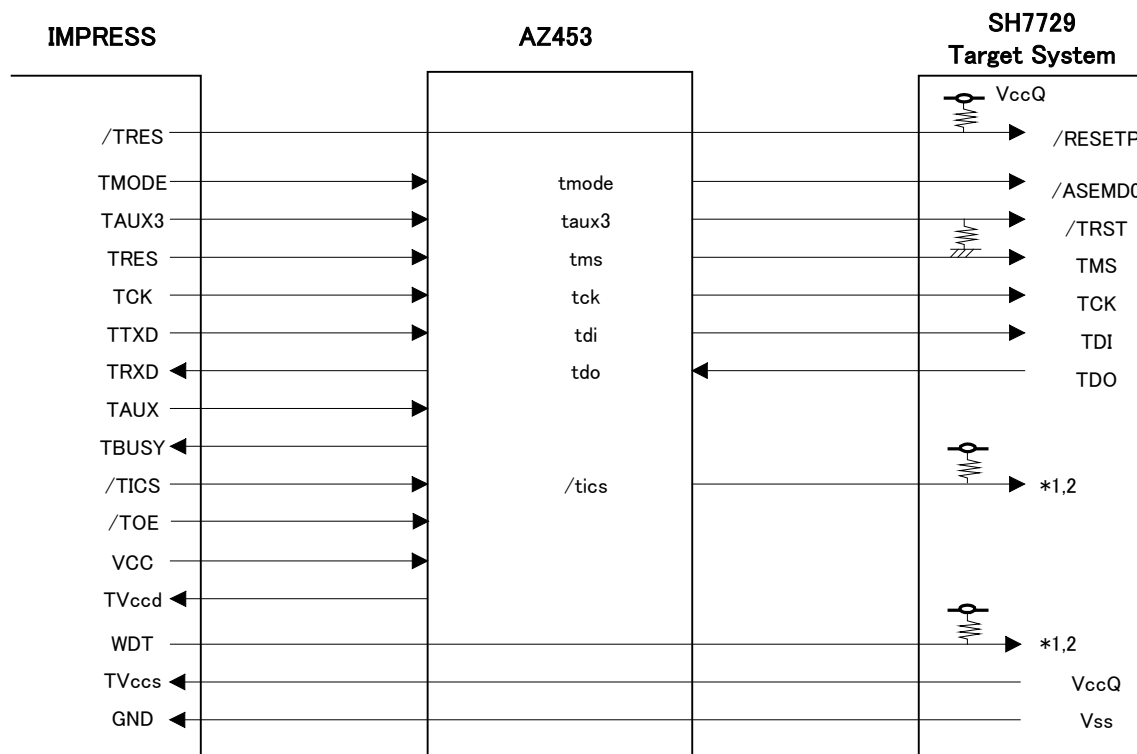 IMPRESS AZ453 SH7729
Target System
VccQ
/TRES /RESETP
TMODE tmode /ASEMD0
TAUX3 taux3 /TRST
TRES tms TMS
TCK tck TCK
TTXD tdi TDI
TRXD tdo TDO
TAUX
TBUSY
/TICS /tics *1,2
/TOE
VCC
TVccd
WDT *1,2
TVccs VccQ
GND Vss